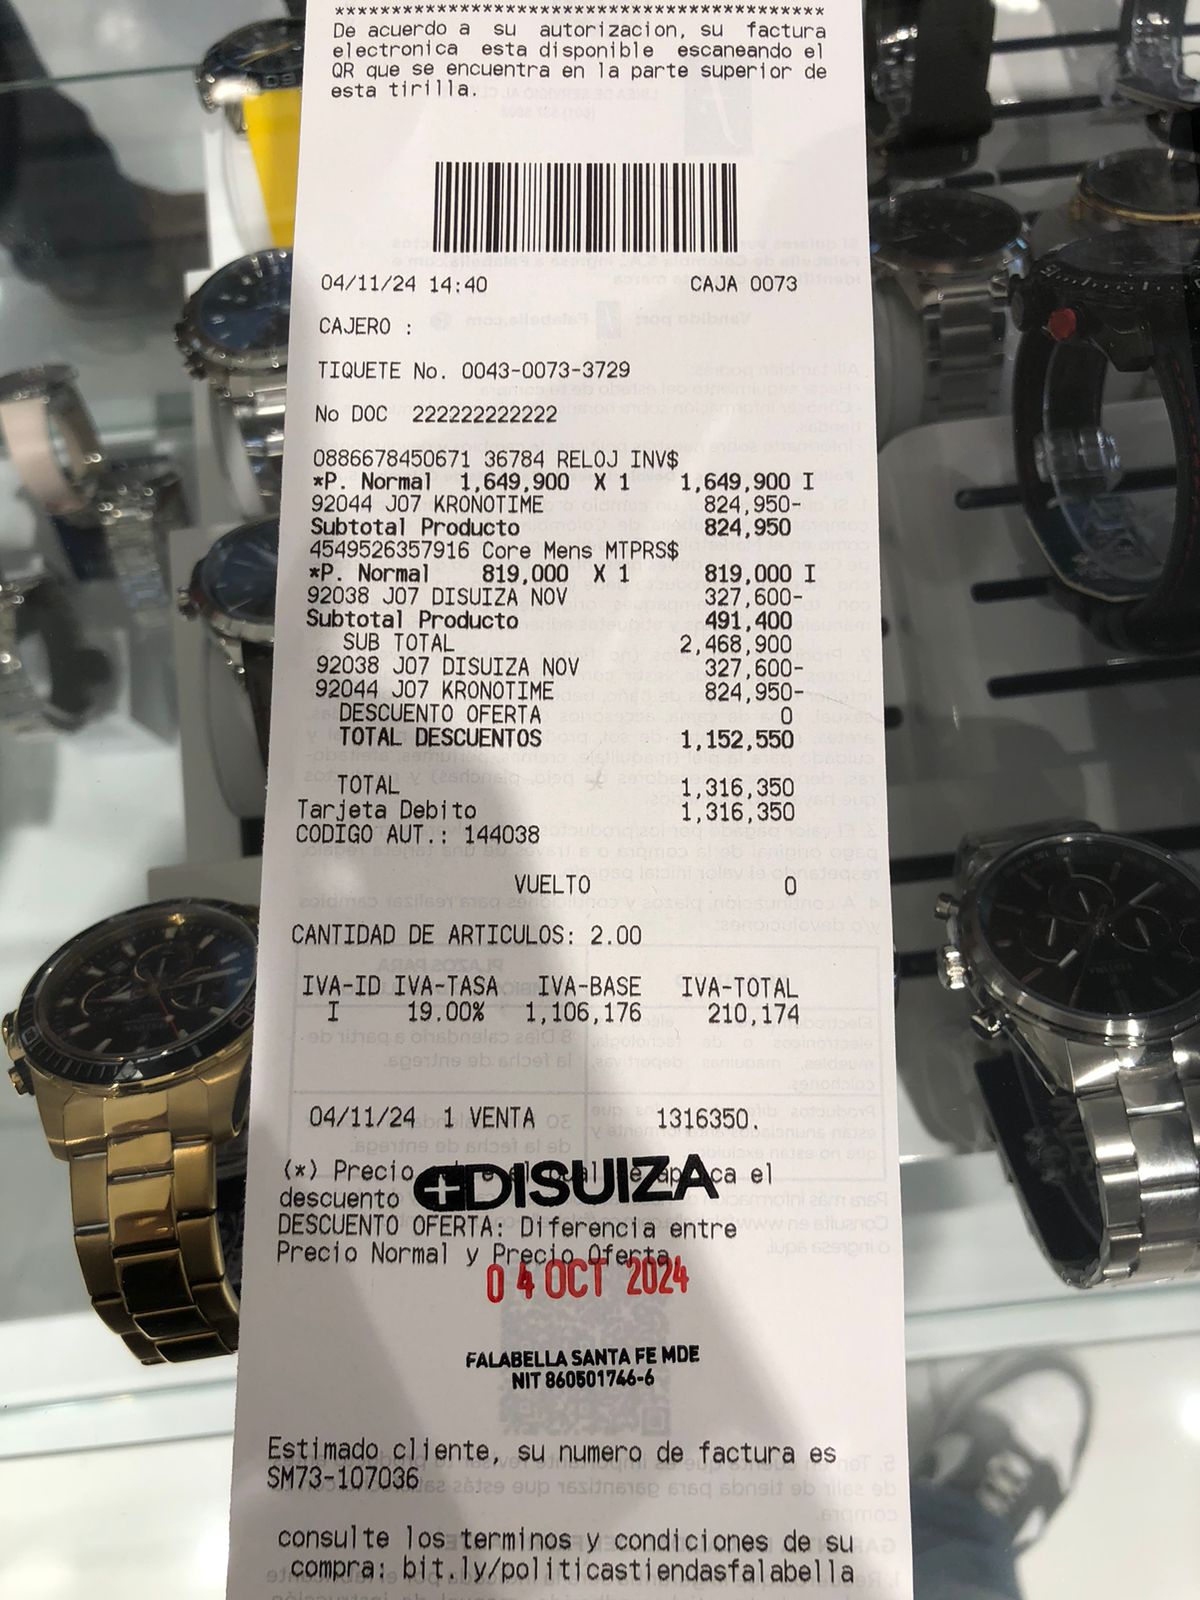 ******************************************
De acuerdo a su autorizacion, su factura
electronica esta disponible escaneando el
QR que se encuentra en la parte superior de
esta tirilla.
04/11/24 14:40 CAJA 0073
CAJERO :
TIQUETE No. 0043-0073-3729
No DOC 222222222222
0886678450671 36784 RELOJ INV$
*P. Normal 1,649,900 X 1 1,649,900 I
92044 J07 KRONOTIME 824,950-
Subtotal Producto 824,950
4549526357916 Core Mens MTPRS$
*P. Normal 819,000 X 1 819,000 I
92038 J07 DISUIZA NOV 327,600-
Subtotal Producto 491,400
SUB TOTAL 2,468,900
92038 J07 DISUIZA NOV 327,600-
92044 J07 KRONOTIME 824,950-
DESCUENTO OFERTA 0
TOTAL DESCUENTOS 1,152,550
TOTAL 1,316,350
Tarjeta Debito 1,316,350
CODIGO AUT.: 144038
VUELTO 0
CANTIDAD DE ARTICULOS: 2.00
IVA-ID IVA-TASA IVA-BASE IVA-TOTAL
I 19.00% 1,106,176 210,174
04/11/24 1 VENTA 1316350.
(*) Precio el aplica el
descuento
DISUIZA
DESCUENTO OFERTA: Diferencia entre
Precio Normal y Precio Oferta
04 OCT 2024
FALABELLA SANTA FE MDE
NIT 860501746-6
Estimado cliente, su numero de factura es
SM73-107036
consulte los terminos y condiciones de su
compra: bit.ly/politicastiendasfalabella